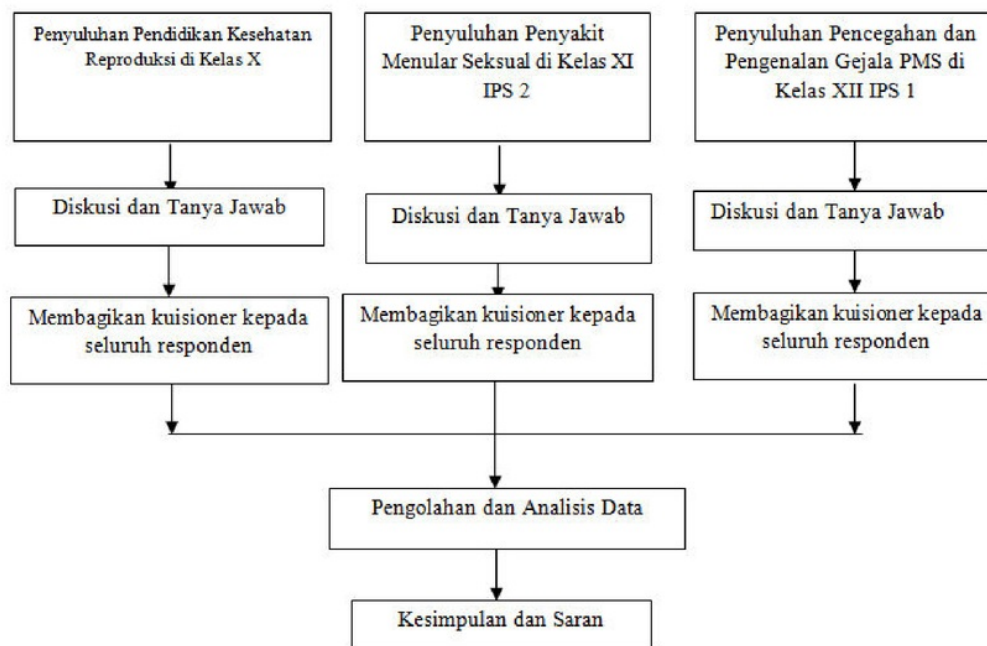 Penyuluhan Pendidikan Kesehatan
Reproduksi di Kelas X
Penyuluhan Penyakit
Menular Seksual di Kelas XI
IPS 2
Penyuluhan Pencegahan dan
Pengenalan Gejala PMS di
Kelas XII IPS 1
Diskusi dan Tanya Jawab
Diskusi dan Tanya Jawab
Diskusi dan Tanya Jawab
Membagikan kuisioner kepada
seluruh responden
Membagikan kuisioner kepada
seluruh responden
Membagikan kuisioner kepada
seluruh responden
Pengolahan dan Analisis Data
Kesimpulan dan Saran